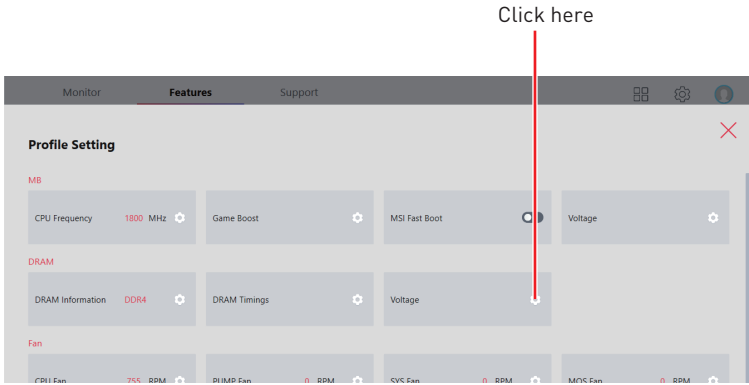 Click here
Monitor Features Support
Profile Setting
MB
CPU Frequency 1800 MHz Game Boost MSI Fast Boot Voltage
DRAM
DRAM Information DDR4 DRAM Timings Voltage
Fan
CPU Fan 755 RPM PUMP Fan 0 RPM SYS Fan 0 RPM MOS Fan 0 RPM